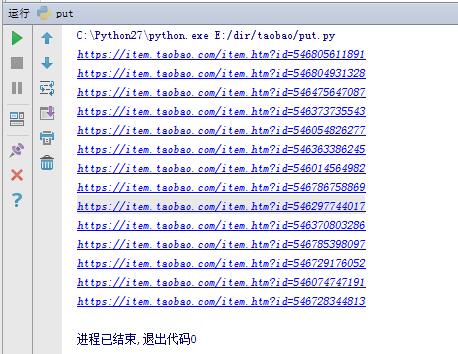 运行 put
C:\Python27\python.exe E:/dir/taobao/put.py
https://item.taobao.com/item.htm?id=546805611891
https://item.taobao.com/item.htm?id=546804931328
https://item.taobao.com/item.htm?id=546475647087
https://item.taobao.com/item.htm?id=546373735543
https://item.taobao.com/item.htm?id=546054826277
https://item.taobao.com/item.htm?id=546363386245
https://item.taobao.com/item.htm?id=546014564982
https://item.taobao.com/item.htm?id=546786758869
https://item.taobao.com/item.htm?id=546297744017
https://item.taobao.com/item.htm?id=546370803286
https://item.taobao.com/item.htm?id=546785398097
https://item.taobao.com/item.htm?id=546729176052
https://item.taobao.com/item.htm?id=546074747191
https://item.taobao.com/item.htm?id=546728344813
进程已结束,退出代码0